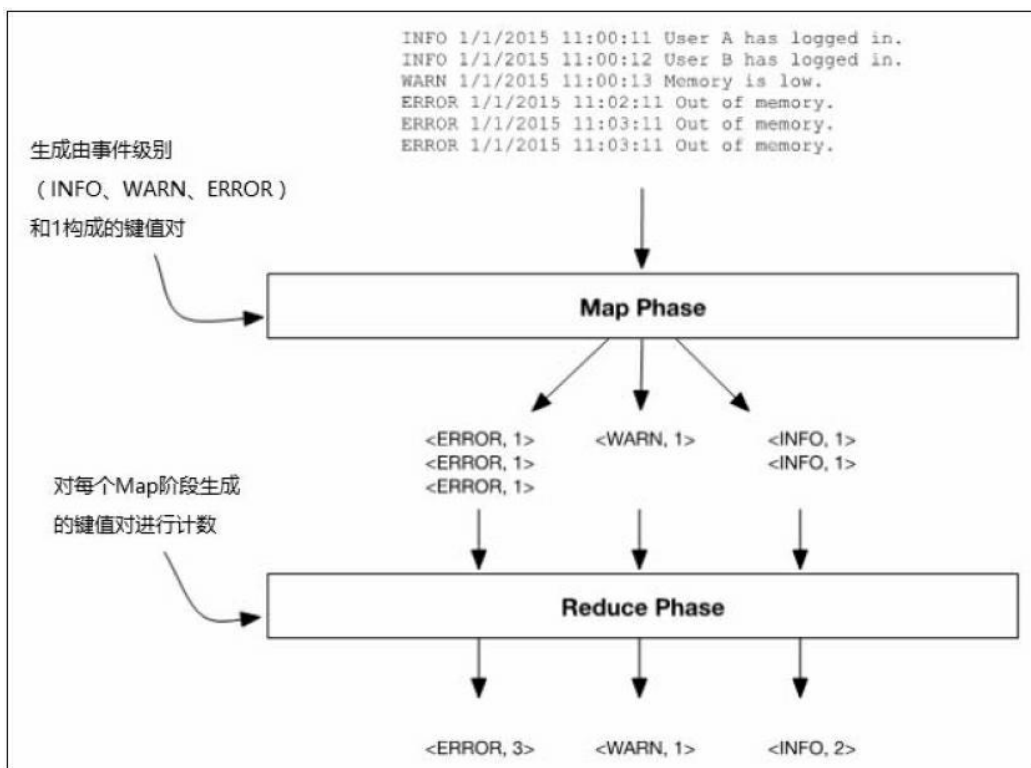 INFO 1/1/2015 11:00:11 User A has logged in.
INFO 1/1/2015 11:00:12 User B has logged in.
WARN 1/1/2015 11:00:13 Memory is low.
ERROR 1/1/2015 11:02:11 Out of memory.
ERROR 1/1/2015 11:03:11 Out of memory.
ERROR 1/1/2015 11:03:11 Out of memory.
生成由事件级别
（INFO、WARN、ERROR）
和1构成的键值对
Map Phase
<ERROR, 1> <WARN, 1> <INFO, 1>
<ERROR, 1> <INFO, 1>
<ERROR, 1>
对每个Map阶段生成
的键值对进行计数
Reduce Phase
<ERROR, 3> <WARN, 1> <INFO, 2>